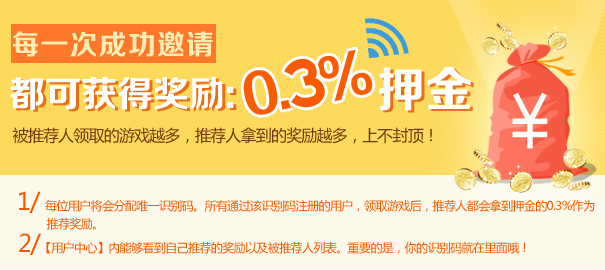 每一次成功邀请
都可获得奖励:0.3%押金
被推荐人领取的游戏越多，推荐人拿到的奖励越多，上不封顶！
¥
1/ 每位用户将会分配唯一识别码。所有通过该识别码注册的用户，领取游戏后，推荐人都会拿到押金的0.3%作为
推荐奖励。
2/【用户中心】内能够看到自己推荐的奖励以及被推荐人列表。重要的是，你的识别码就在里面哦！